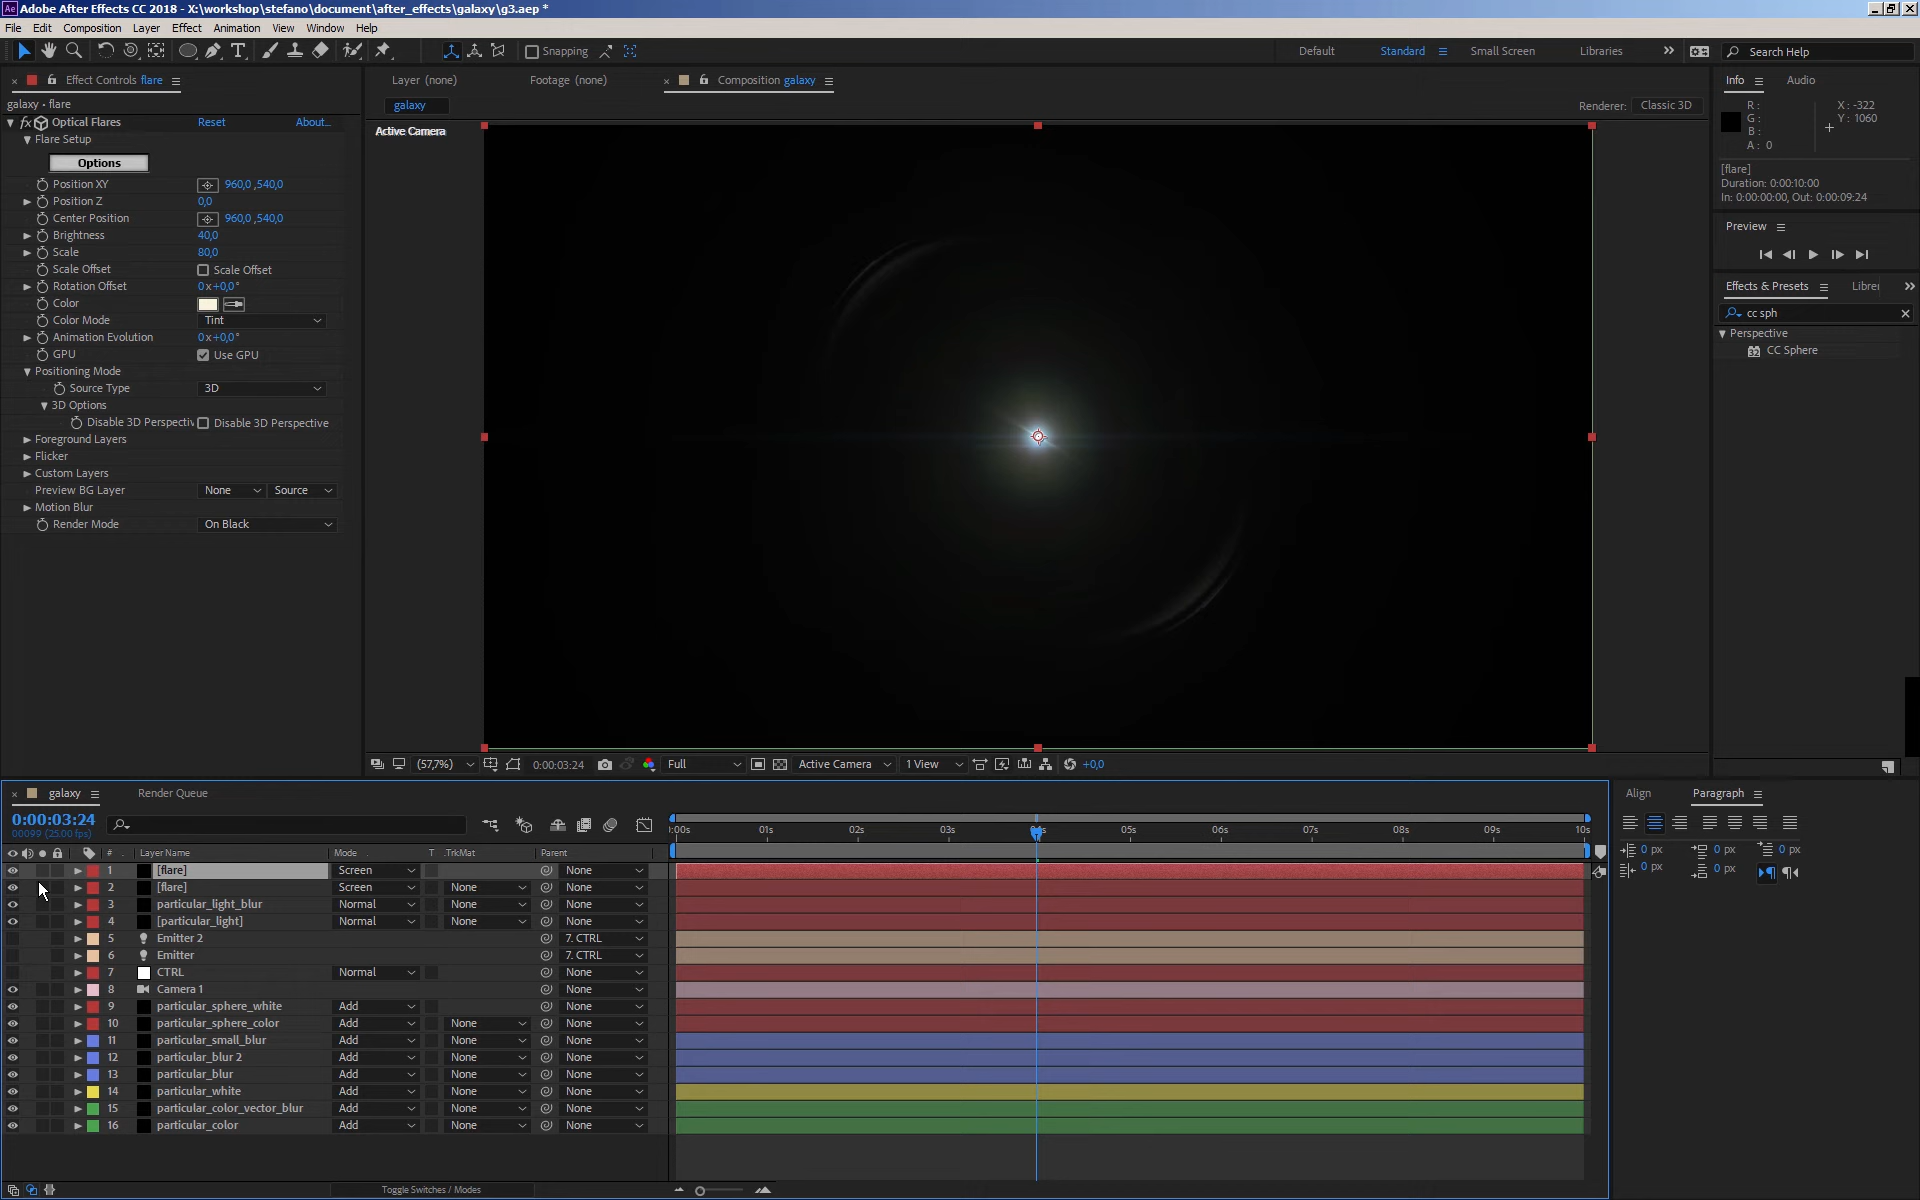 Ae Adobe After Effects CC 2018 - X:\workshop\stefano\document\after_effects\galaxy\g3.aep *
File Edit Composition Layer Effect Animation View Window Help
Snapping Default Standard Small Screen Libraries Search Help
Effect Controls flare
Layer (none) Footage (none) Composition galaxy
Info Audio
galaxy • flare
galaxy
Renderer: Classic 3D
R: G: B: A: 0
X: -322
Y: 1060
fx Optical Flares Reset About...
Active Camera
Flare Setup
Options
[flare]
Duration: 0:00:10:00
In: 0:00:00:00, Out: 0:00:09:24
Position XY 960,0 ,540,0
Position Z 0,0
Center Position 960,0 ,540,0
Brightness 40,0
Scale 80,0
Scale Offset Scale Offset
Rotation Offset 0x+0,0°
Color
Color Mode Tint
Animation Evolution 0x+0,0°
GPU Use GPU
Positioning Mode
Source Type 3D
3D Options
Disable 3D Perspectiv Disable 3D Perspective
Foreground Layers
Flicker
Custom Layers
Preview BG Layer None Source
Motion Blur
Render Mode On Black
Preview
Effects & Presets Librer
cc sph
Perspective
32 CC Sphere
(57,7%) 0:00:03:24 Full Active Camera 1 View +0,0
galaxy Render Queue
Align Paragraph
0:00:03:24
00099 (25.00 fps)
:00s 01s 02s 03s 04s 05s 06s 07s 08s 09s 10s
0 px 0 px 0 px
0 px 0 px
# Layer Name Mode T .TrkMat Parent
1 [flare] Screen None
2 [flare] Screen None None
3 particular_light_blur Normal None None
4 [particular_light] Normal None None
5 Emitter 2 7. CTRL
6 Emitter 7. CTRL
7 CTRL Normal None
8 Camera 1 None
9 particular_sphere_white Add None
10 particular_sphere_color Add None None
11 particular_small_blur Add None None
12 particular_blur 2 Add None None
13 particular_blur Add None None
14 particular_white Add None None
15 particular_color_vector_blur Add None None
16 particular_color Add None None
Toggle Switches / Modes